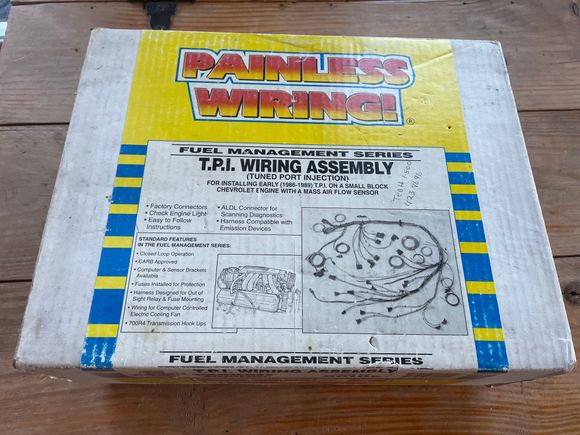 PAINLESS
WIRING!
®
FUEL MANAGEMENT SERIES
T.P.I. WIRING ASSEMBLY
(TUNED PORT INJECTION)
FOR INSTALLING EARLY (1986-1989) T.P.I. ON A SMALL BLOCK
CHEVROLET ENGINE WITH A MASS AIR FLOW SENSOR
• Factory Connectors
• Check Engine Light
• Easy to Follow
Instructions
• ALDL Connector for
Scanning Diagnostics
• Harness Compatible with
Emission Devices
STANDARD FEATURES
IN THE FUEL MANAGEMENT SERIES:
• Closed Loop Operation
• CARB Approved
• Computer & Sensor Brackets
Available
• Fuses Installed for Protection
• Harness Designed for Out of
Sight Relay & Fuse Mounting
• Wiring for Computer Controlled
Electric Cooling Fan
• 700R4 Transmission Hook Ups
FUEL MANAGEMENT SERIES
T.P.I. WIRING ASSEMBLY